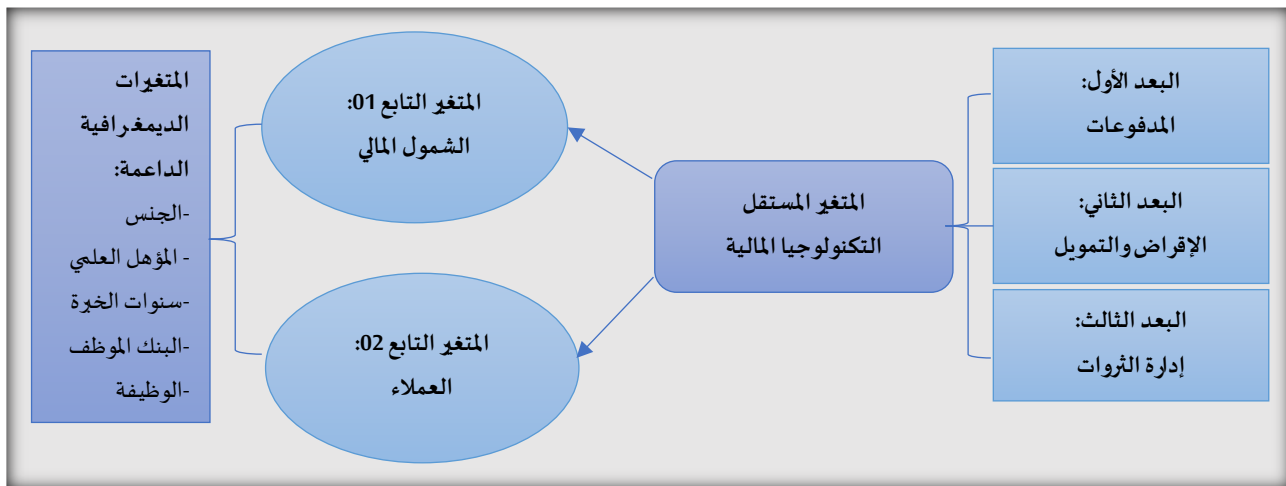 البعد الأول:
المدفوعات
البعد الثاني:
الإقراض والتمويل
البعد الثالث:
إدارة الثروات
المتغير المستقل
التكنولوجيا المالية
المتغير التابع 01:
الشمول المالي
المتغير التابع 02:
العملاء
المتغيرات
الديمغرافية
الداعمة:
-الجنس
- المؤهل العلمي
-سنوات الخبرة
-البنك الموظف
-الوظيفة